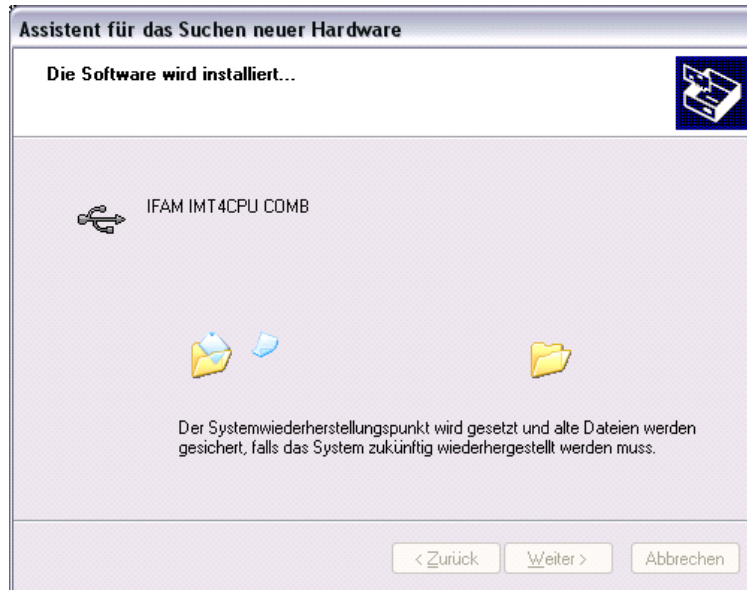 Assistent für das Suchen neuer Hardware
Die Software wird installiert...
IFAM IMT4CPU COMB
Der Systemwiederherstellungspunkt wird gesetzt und alte Dateien werden
gesichert, falls das System zukünftig wiederhergestellt werden muss.
< Zurück Weiter > Abbrechen